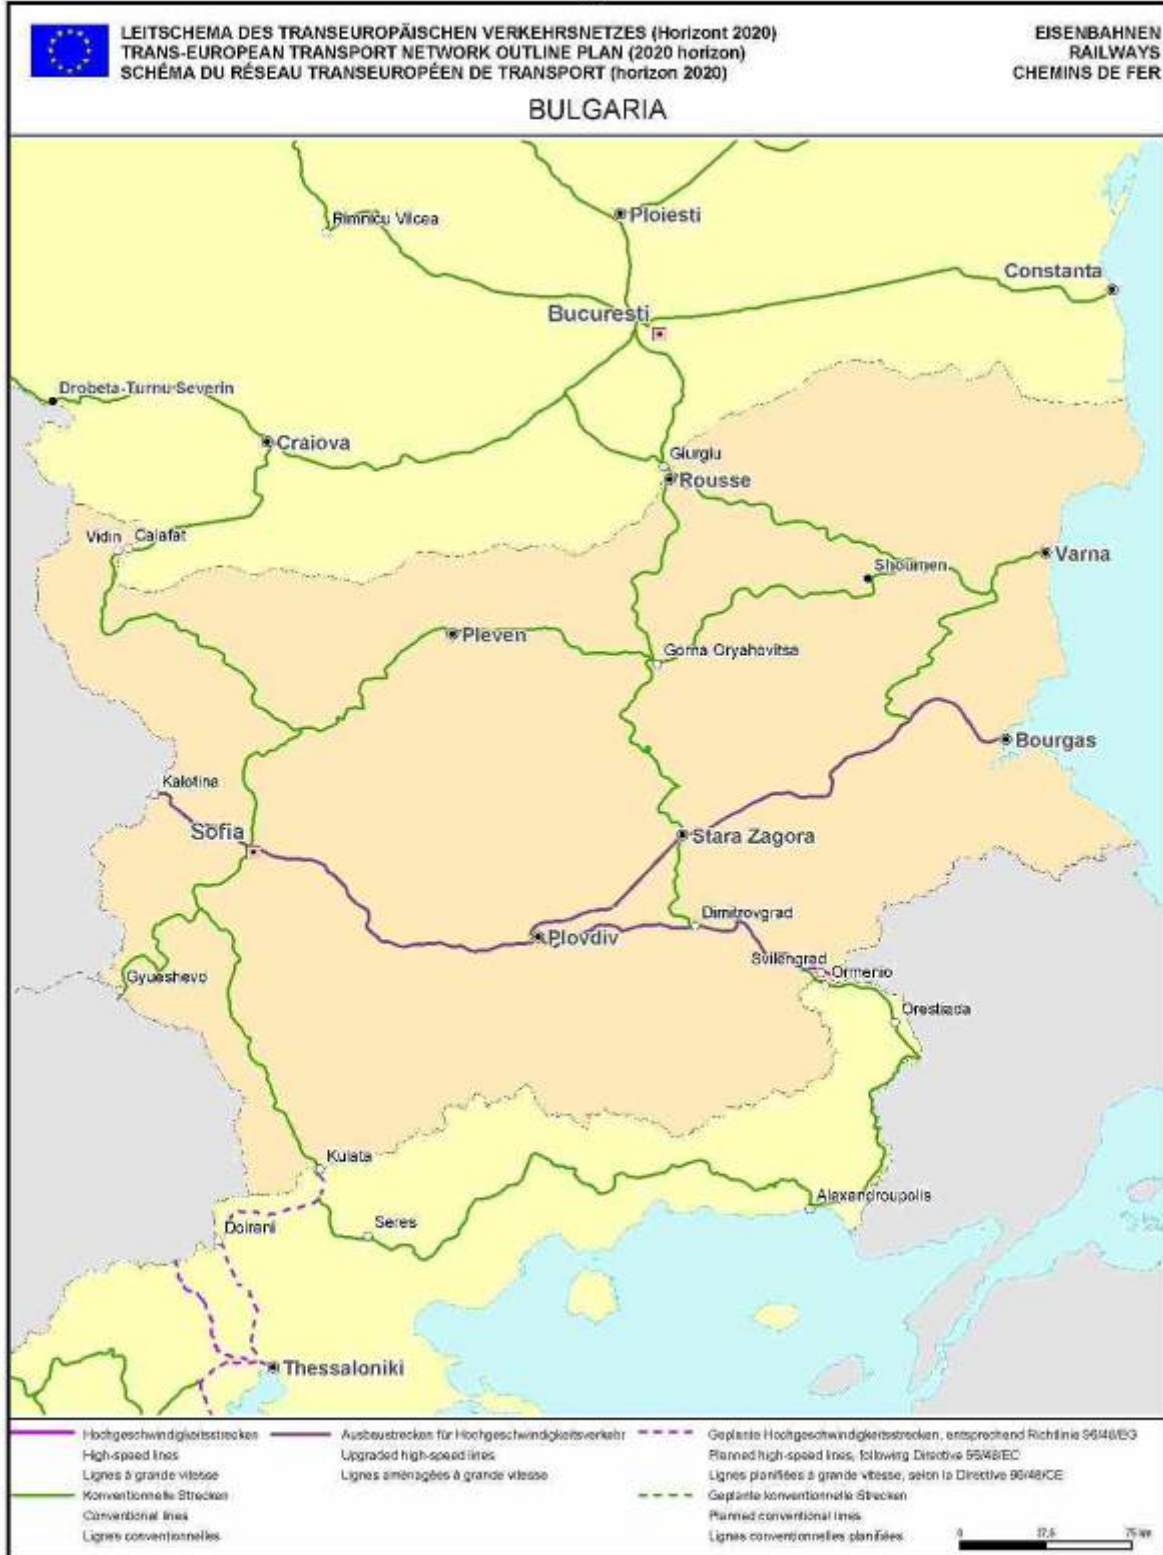 LEITSCHEMA DES TRANSEUROPÄISCHEN VERKEHRSNETZES (Horizont 2020)
TRANS-EUROPEAN TRANSPORT NETWORK OUTLINE PLAN (2020 horizon)
SCHÉMA DU RÉSEAU TRANSEUROPÉEN DE TRANSPORT (horizon 2020)
EISENBAHNEN
RAILWAYS
CHEMINS DE FER
BULGARIA
Rimnicu Vilcea
Ploiesti
Constanta
Bucuresti
Drobeta-Turnu-Severin
Craiova
Giurgiu
Rousse
Vidin
Calafat
Varna
Shoumen
Pleven
Gorna Oryahovitsa
Bourgas
Kalotina
Sofia
Stara Zagora
Dimitrovgrad
Plovdiv
Svilengrad
Ormenio
Gyueshevo
Orestiada
Kulata
Alexandroupolis
Doirani
Seres
Thessaloniki
Hochgeschwindigkeitsstrecken
High-speed lines
Lignes à grande vitesse
Konventionelle Strecken
Conventional lines
Lignes conventionnelles
Ausbaustrecken für Hochgeschwindigkeitsverkehr
Upgraded high-speed lines
Lignes aménagées à grande vitesse
Geplante Hochgeschwindigkeitsstrecken, entsprechend Richtlinie 96/48/EG
Planned high-speed lines, following Directive 96/48/EC
Lignes planifiées à grande vitesse, selon la Directive 96/48/CE
Geplante konventionelle Strecken
Planned conventional lines
Lignes conventionnelles planifiées
0 37,5 75 km